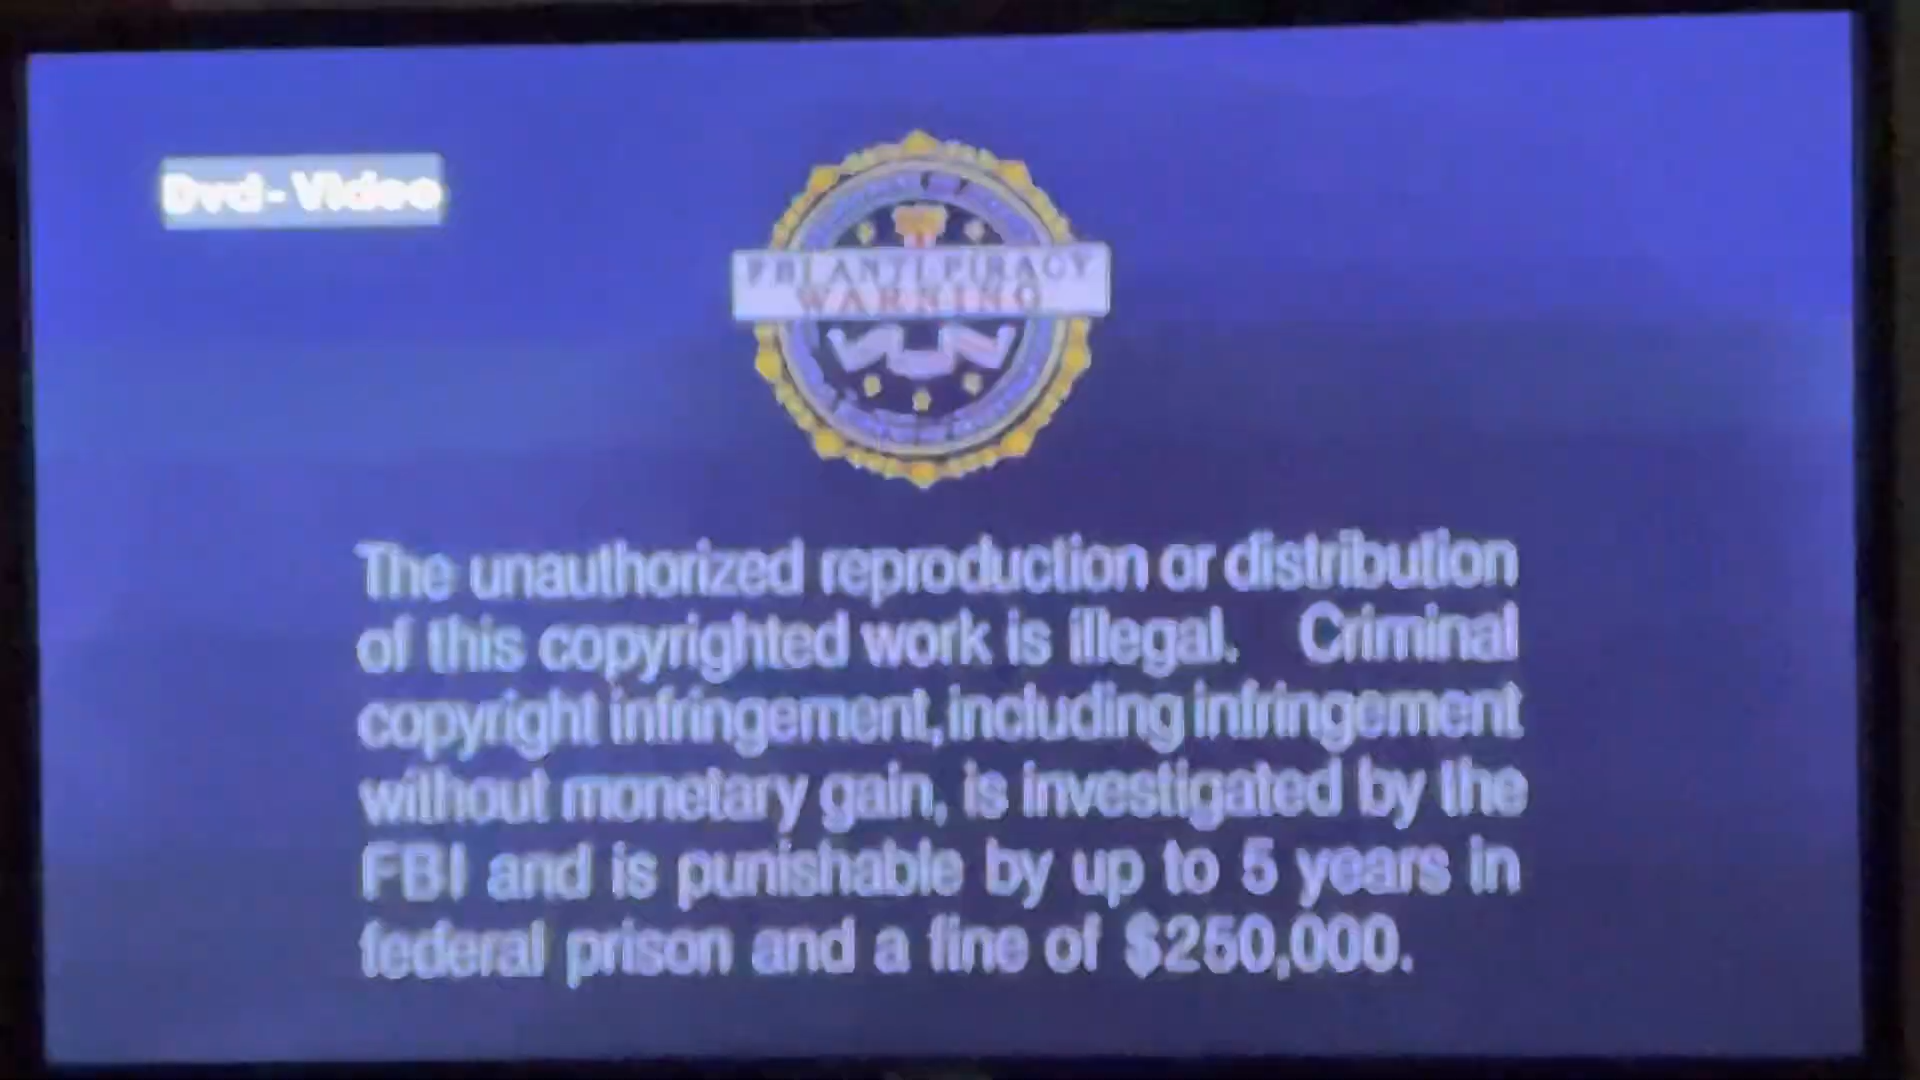 Dvd-Video
FBI ANTI-PIRACY
WARNING
The unauthorized reproduction or distribution
of this copyrighted work is illegal. Criminal
copyright infringement, including infringement
without monetary gain, is investigated by the
FBI and is punishable by up to 5 years in
federal prison and a fine of $250,000.